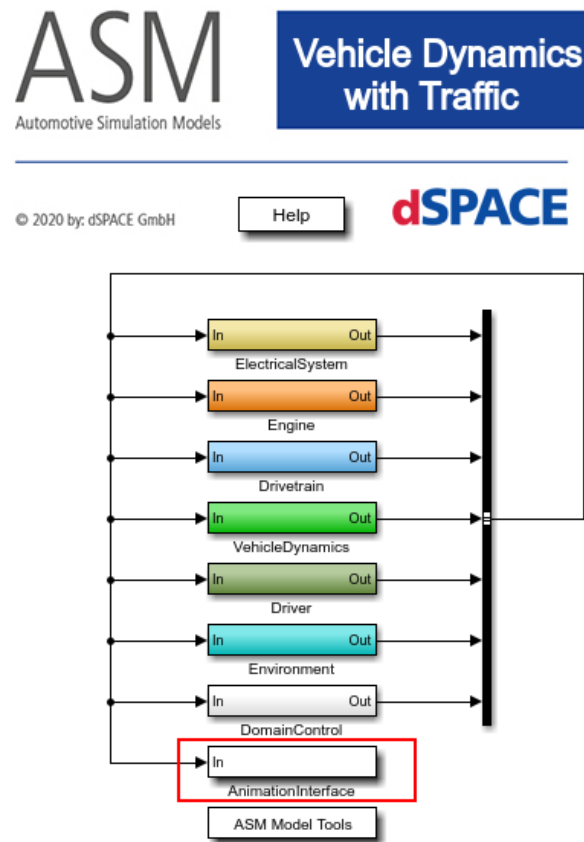 ASM
Automotive Simulation Models
Vehicle Dynamics
with Traffic
© 2020 by: dSPACE GmbH
Help
dSPACE
In Out
ElectricalSystem
In Out
Engine
In Out
Drivetrain
In Out
VehicleDynamics
In Out
Driver
In Out
Environment
In Out
DomainControl
In
AnimationInterface
ASM Model Tools